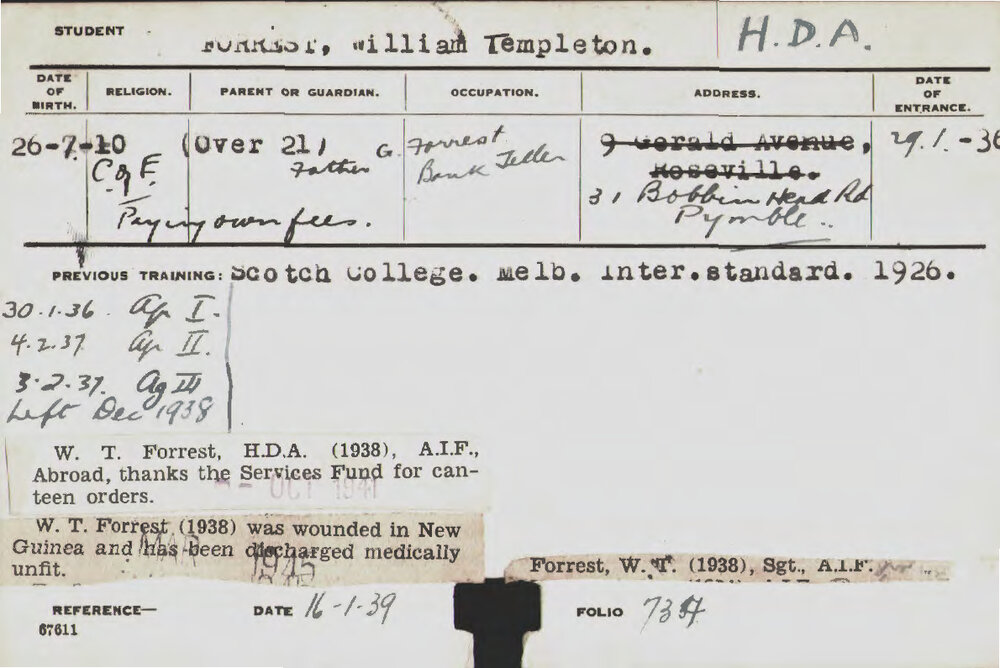 STUDENT
FORREST, William Templeton.
H.D.A.
DATE OF BIRTH.
RELIGION.
PARENT OR GUARDIAN.
OCCUPATION.
ADDRESS.
DATE OF ENTRANCE.
26-7-10
(Over 21)
9 Gerald Avenue,
29.1.-36
C of E
Father G. Forrest
Bank Teller
Roseville.
31 Bobbin Head Rd
Pymble..
Paying own fees.
PREVIOUS TRAINING: Scotch College. Melb. Inter.standard. 1926.
30.1.36. Ag I.
4.2.37 Ag II.
3.2.37. Ag III
Left Dec 1938
W. T. Forrest, H.D.A. (1938), A.I.F.,
Abroad, thanks the Services Fund for can-
teen orders.
OCT 1941
W. T. Forrest (1938) was wounded in New
Guinea and has been discharged medically
unfit.
MAR 1945
Forrest, W. T. (1938), Sgt., A.I.F.
REFERENCE—
67611
DATE 16-1-39
FOLIO 734